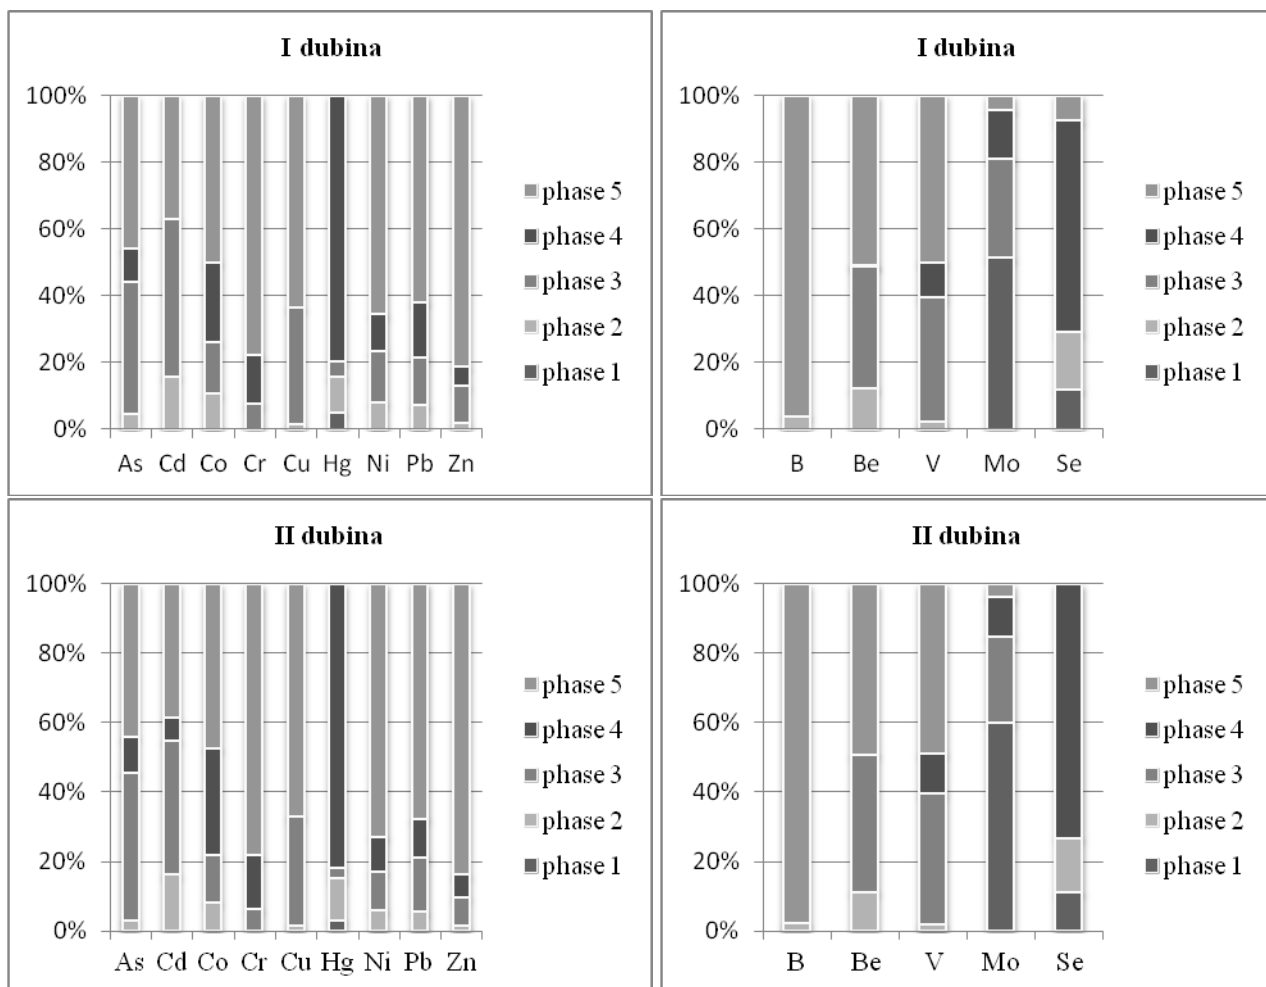 I dubina
100%
80%
60%
40%
20%
0%
As Cd Co Cr Cu Hg Ni Pb Zn
phase 5
phase 4
phase 3
phase 2
phase 1
I dubina
100%
80%
60%
40%
20%
0%
B Be V Mo Se
phase 5
phase 4
phase 3
phase 2
phase 1
II dubina
100%
80%
60%
40%
20%
0%
As Cd Co Cr Cu Hg Ni Pb Zn
phase 5
phase 4
phase 3
phase 2
phase 1
II dubina
100%
80%
60%
40%
20%
0%
B Be V Mo Se
phase 5
phase 4
phase 3
phase 2
phase 1